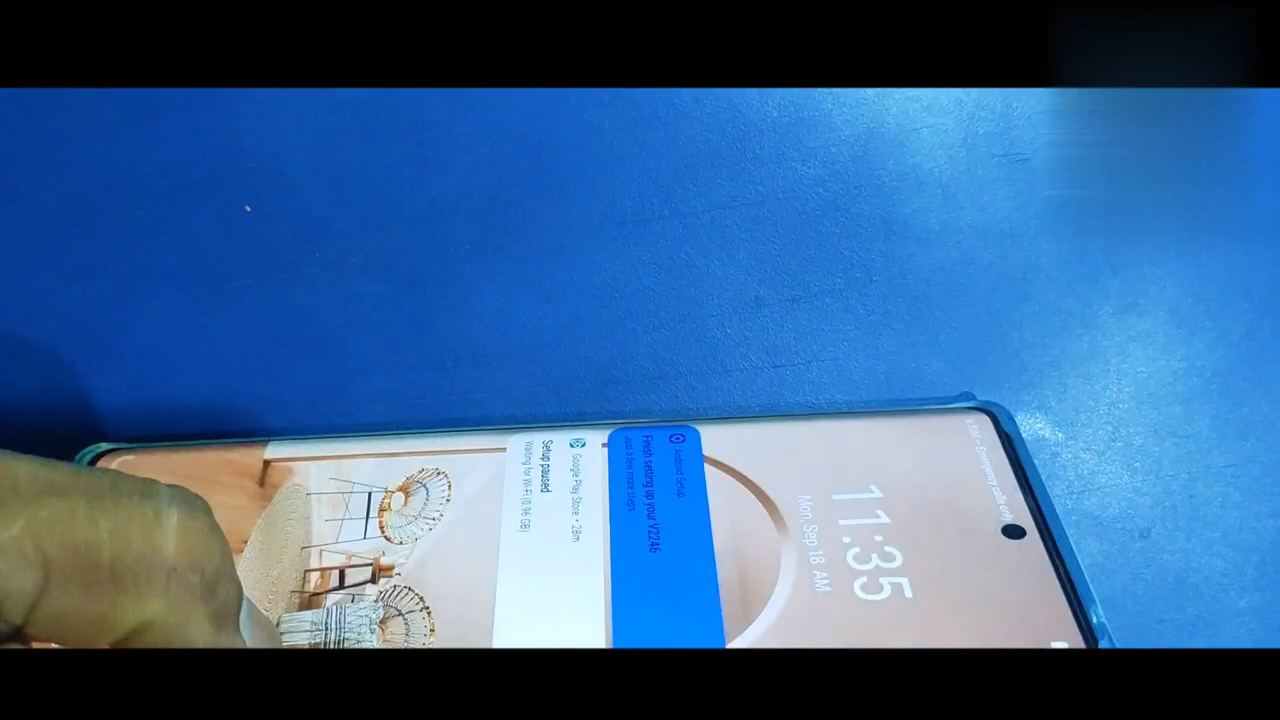 SIM – Emergency calls only
11:35
Mon, Sep 18 AM
Android Setup
Finish setting up your V2246
Just a few more steps
Google Play Store • 28m
Setup paused
Waiting for Wi-Fi (0.96 GB)